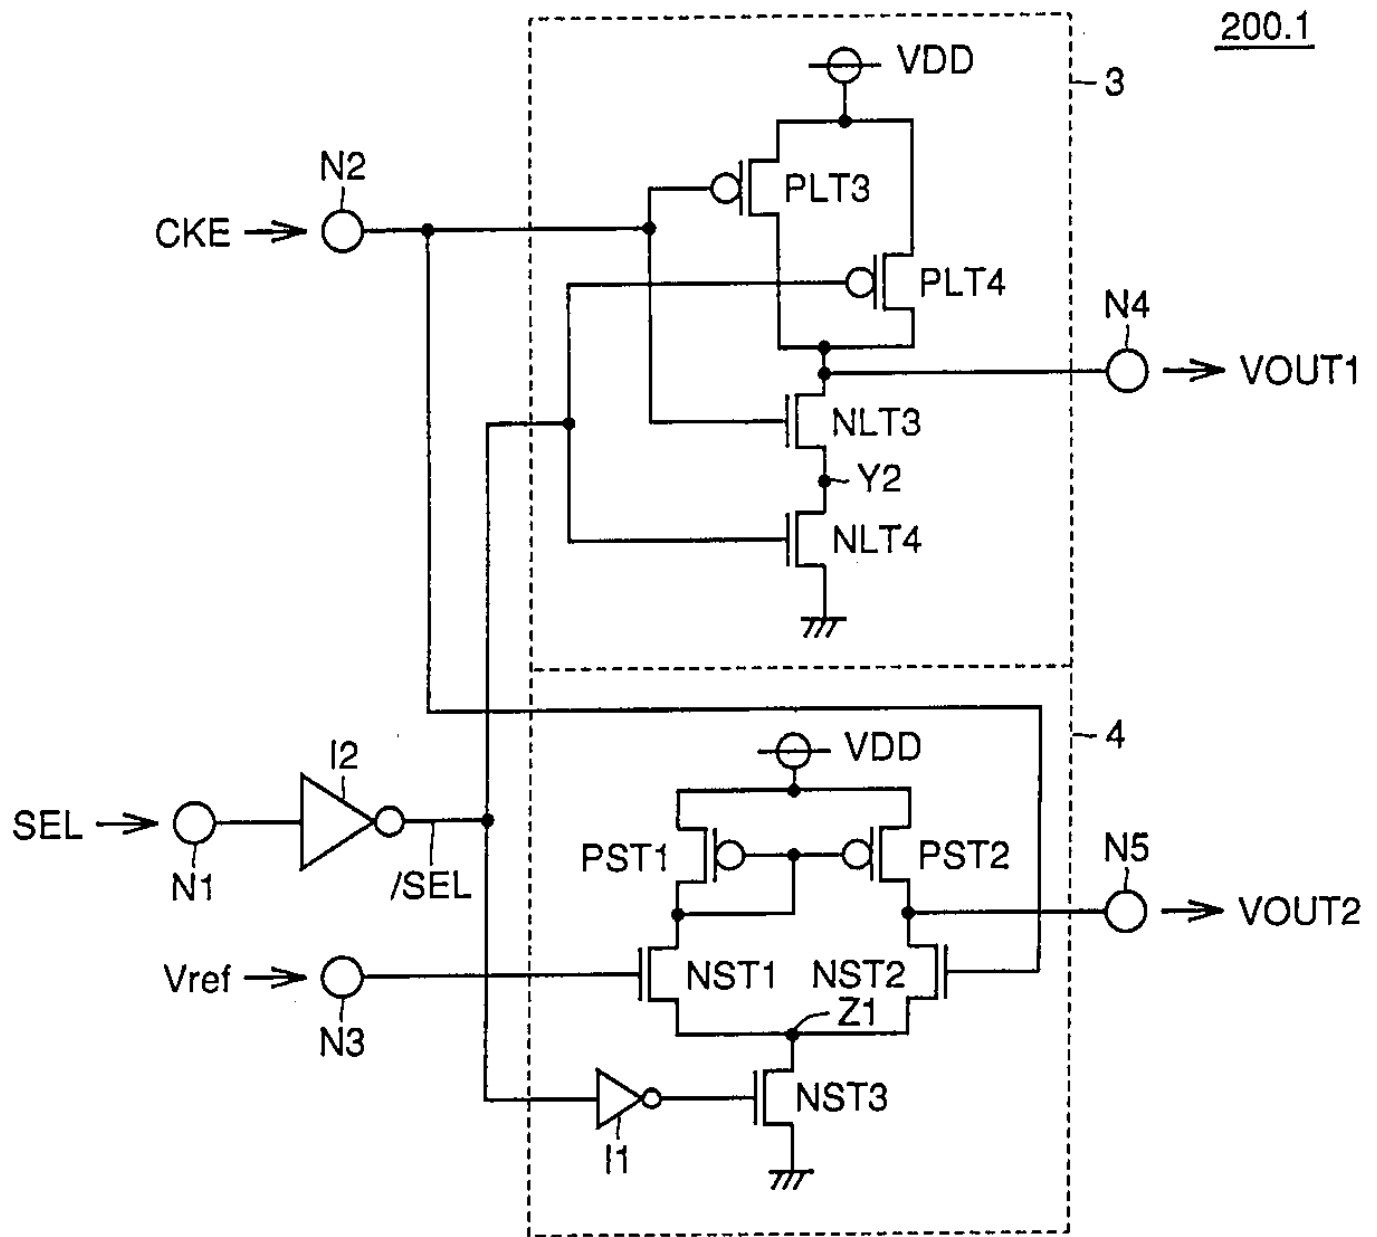 200.1
VDD
3
N2
PLT3
CKE
PLT4
N4
VOUT1
NLT3
Y2
NLT4
4
VDD
I2
SEL
PST1
PST2
N5
N1
/SEL
VOUT2
Vref
NST1
NST2
Z1
N3
NST3
I1